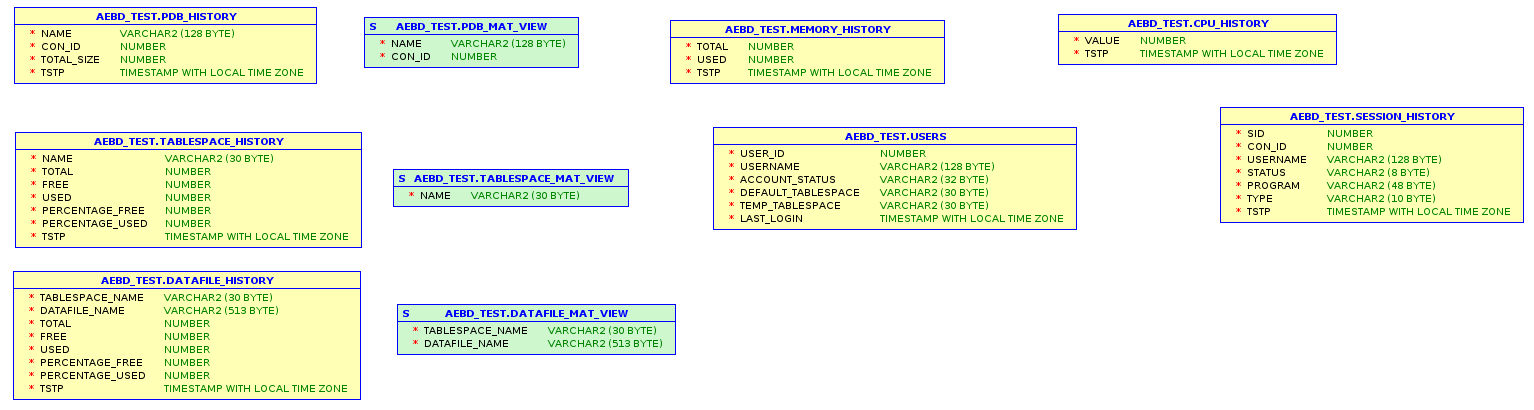 AEBD_TEST.PDB_HISTORY
* NAME VARCHAR2 (128 BYTE)
* CON_ID NUMBER
* TOTAL_SIZE NUMBER
* TSTP TIMESTAMP WITH LOCAL TIME ZONE
S AEBD_TEST.PDB_MAT_VIEW
* NAME VARCHAR2 (128 BYTE)
* CON_ID NUMBER
AEBD_TEST.MEMORY_HISTORY
* TOTAL NUMBER
* USED NUMBER
* TSTP TIMESTAMP WITH LOCAL TIME ZONE
AEBD_TEST.CPU_HISTORY
* VALUE NUMBER
* TSTP TIMESTAMP WITH LOCAL TIME ZONE
AEBD_TEST.TABLESPACE_HISTORY
* NAME VARCHAR2 (30 BYTE)
* TOTAL NUMBER
* FREE NUMBER
* USED NUMBER
* PERCENTAGE_FREE NUMBER
* PERCENTAGE_USED NUMBER
* TSTP TIMESTAMP WITH LOCAL TIME ZONE
S AEBD_TEST.TABLESPACE_MAT_VIEW
* NAME VARCHAR2 (30 BYTE)
AEBD_TEST.USERS
* USER_ID NUMBER
* USERNAME VARCHAR2 (128 BYTE)
* ACCOUNT_STATUS VARCHAR2 (32 BYTE)
* DEFAULT_TABLESPACE VARCHAR2 (30 BYTE)
* TEMP_TABLESPACE VARCHAR2 (30 BYTE)
* LAST_LOGIN TIMESTAMP WITH LOCAL TIME ZONE
AEBD_TEST.SESSION_HISTORY
* SID NUMBER
* CON_ID NUMBER
* USERNAME VARCHAR2 (128 BYTE)
* STATUS VARCHAR2 (8 BYTE)
* PROGRAM VARCHAR2 (48 BYTE)
* TYPE VARCHAR2 (10 BYTE)
* TSTP TIMESTAMP WITH LOCAL TIME ZONE
AEBD_TEST.DATAFILE_HISTORY
* TABLESPACE_NAME VARCHAR2 (30 BYTE)
* DATAFILE_NAME VARCHAR2 (513 BYTE)
* TOTAL NUMBER
* FREE NUMBER
* USED NUMBER
* PERCENTAGE_FREE NUMBER
* PERCENTAGE_USED NUMBER
* TSTP TIMESTAMP WITH LOCAL TIME ZONE
S AEBD_TEST.DATAFILE_MAT_VIEW
* TABLESPACE_NAME VARCHAR2 (30 BYTE)
* DATAFILE_NAME VARCHAR2 (513 BYTE)